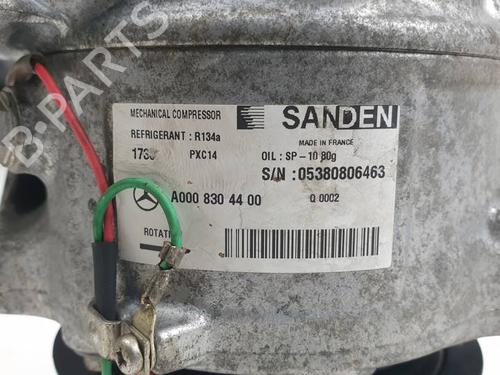 MECHANICAL COMPRESSOR
SANDEN
REFRIGERANT : R134a
MADE IN FRANCE
PXC14
OIL : SP-10 80g
S/N : 05380806463
A000 830 44 00
Q 0002
B-PARTS